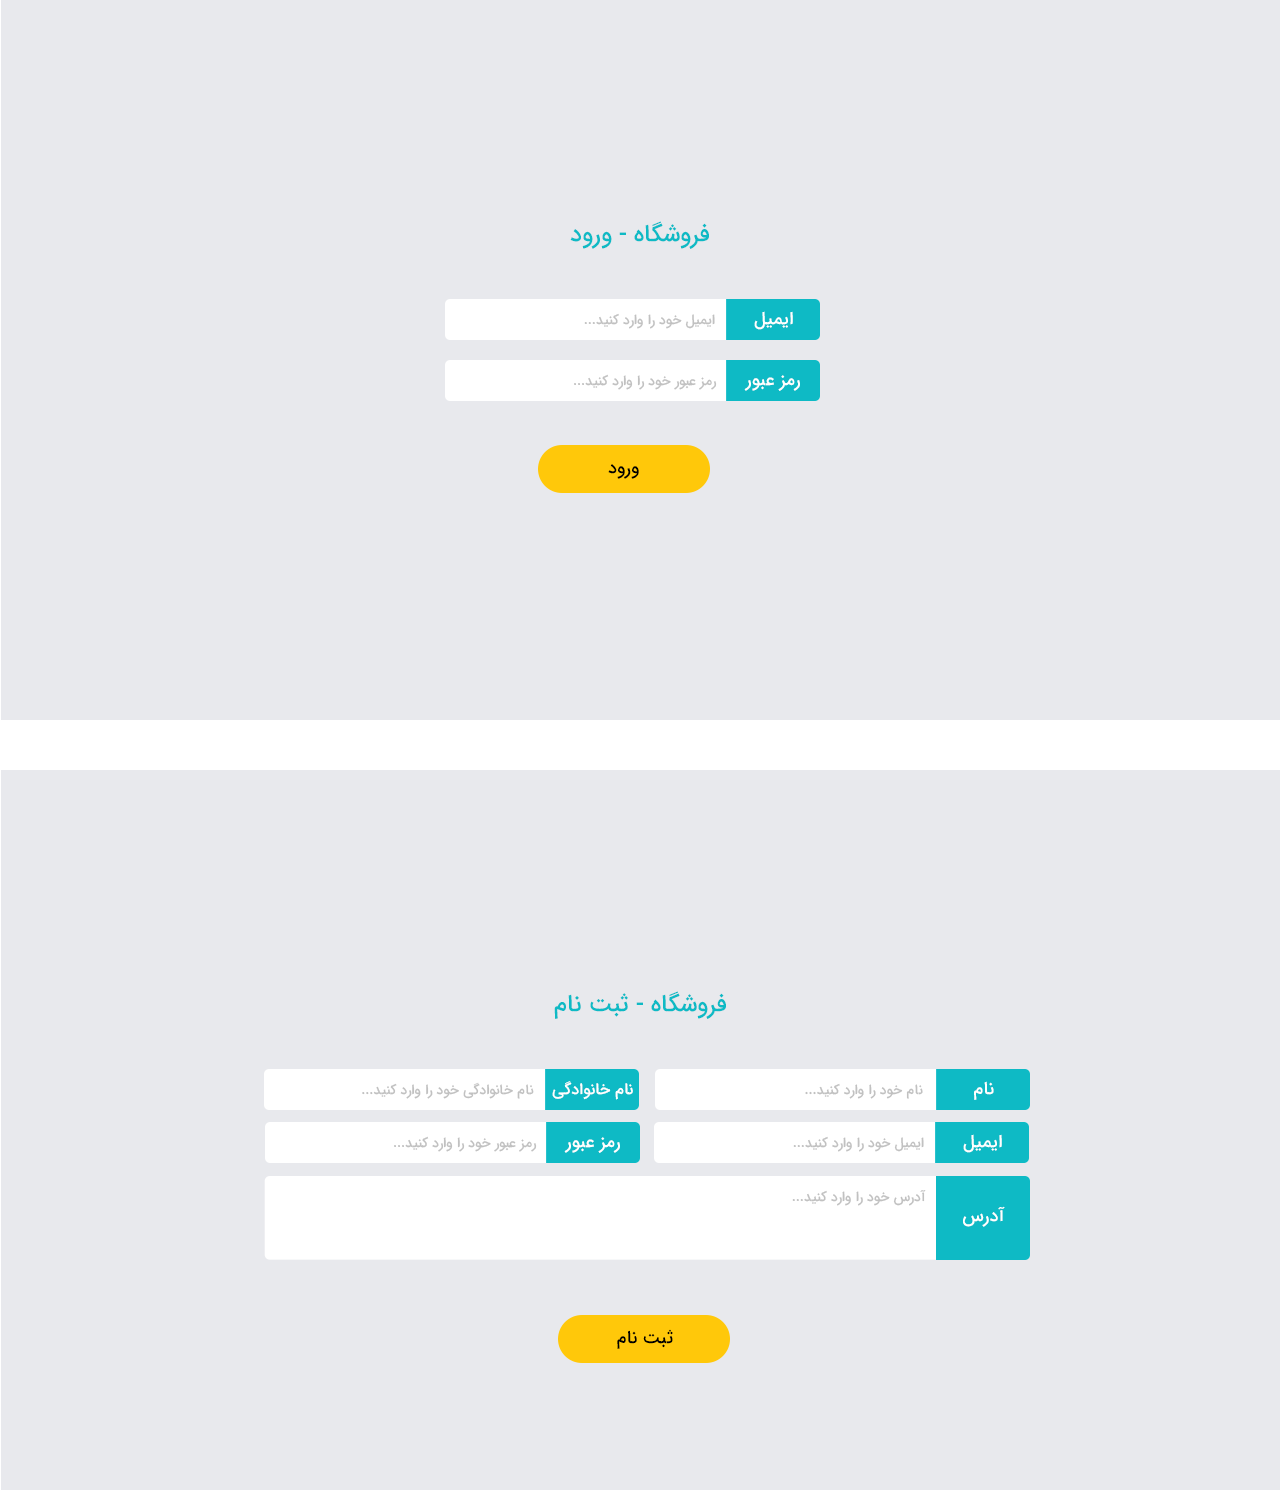 فروشگاه - ورود
ایمیل
ایمیل خود را وارد کنید...
رمز عبور
رمز عبور خود را وارد کنید...
ورود
فروشگاه - ثبت نام
نام
نام خود را وارد کنید...
نام خانوادگی
نام خانوادگی خود را وارد کنید...
ایمیل
ایمیل خود را وارد کنید...
رمز عبور
رمز عبور خود را وارد کنید...
آدرس
آدرس خود را وارد کنید...
ثبت نام